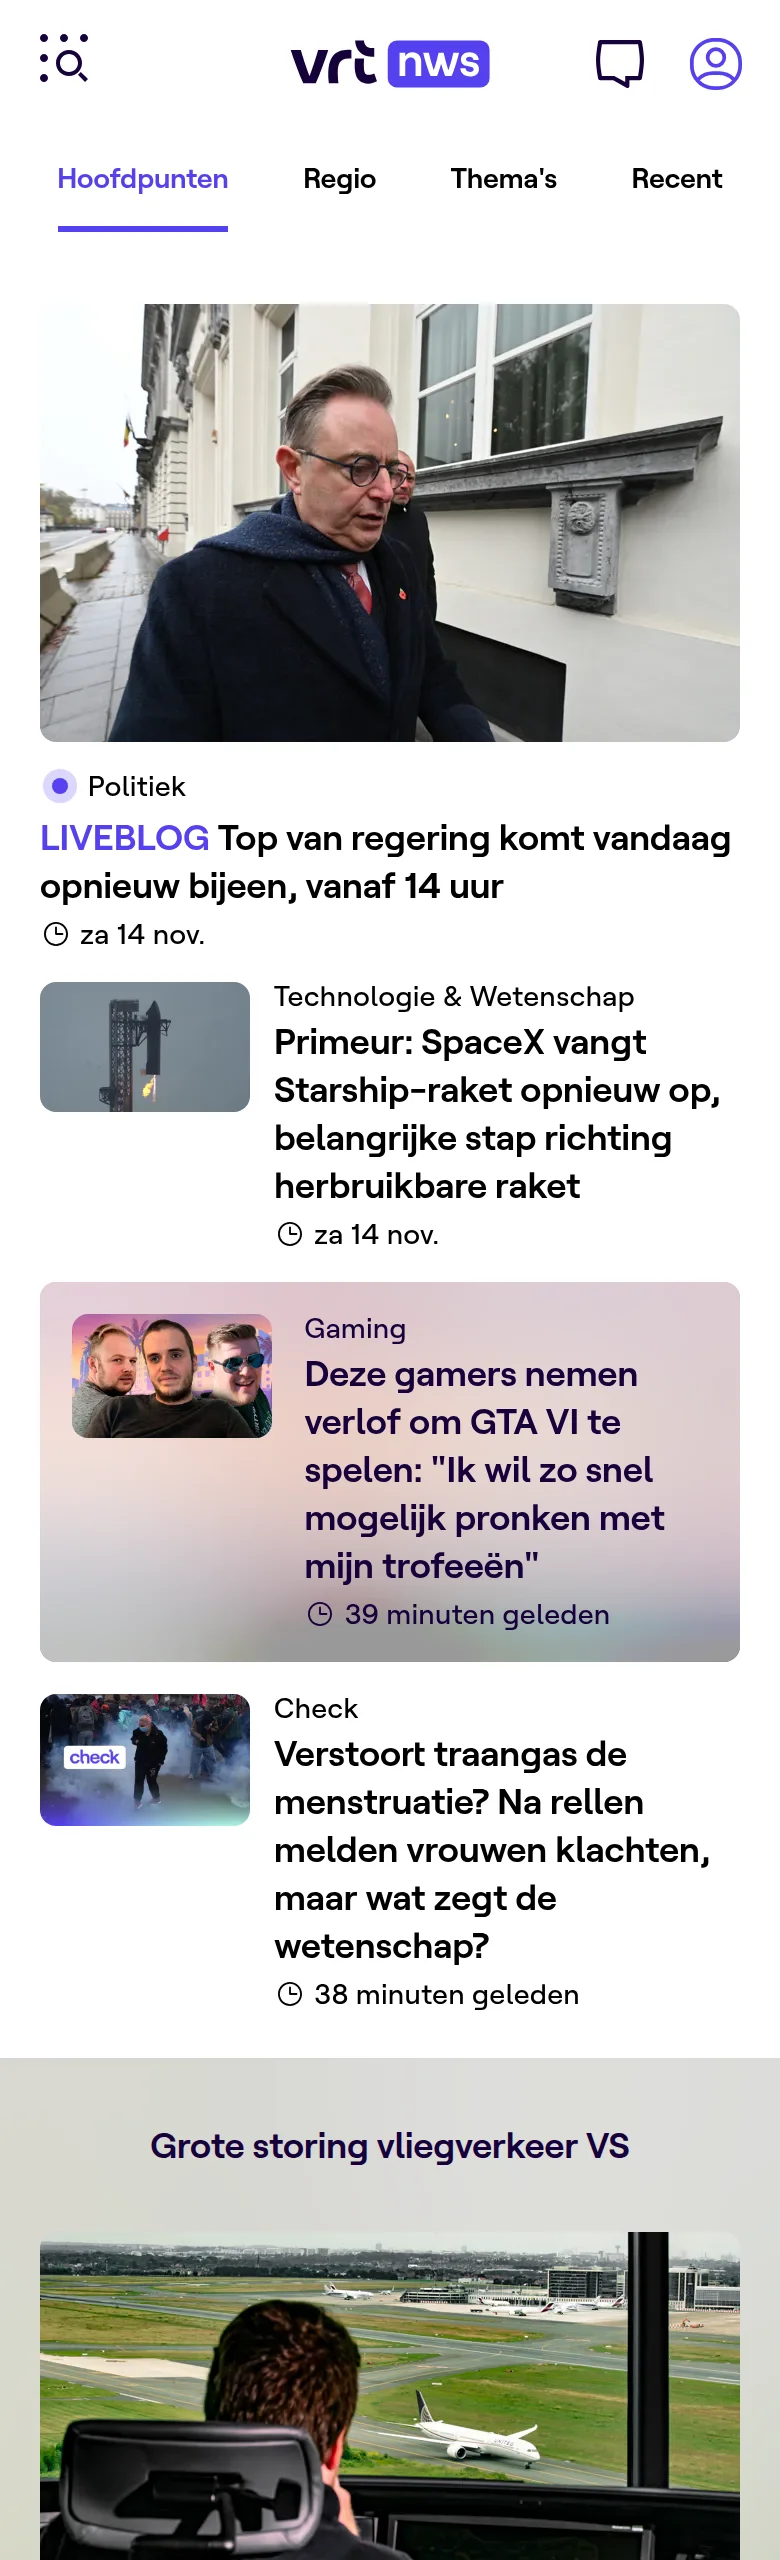 vrt nws
Hoofdpunten Regio Thema's Recent
Politiek
LIVEBLOG Top van regering komt vandaag
opnieuw bijeen, vanaf 14 uur
za 14 nov.
Technologie & Wetenschap
Primeur: SpaceX vangt
Starship-raket opnieuw op,
belangrijke stap richting
herbruikbare raket
za 14 nov.
Gaming
Deze gamers nemen
verlof om GTA VI te
spelen: "Ik wil zo snel
mogelijk pronken met
mijn trofeeën"
39 minuten geleden
check
Check
Verstoort traangas de
menstruatie? Na rellen
melden vrouwen klachten,
maar wat zegt de
wetenschap?
38 minuten geleden
Grote storing vliegverkeer VS
UNITED